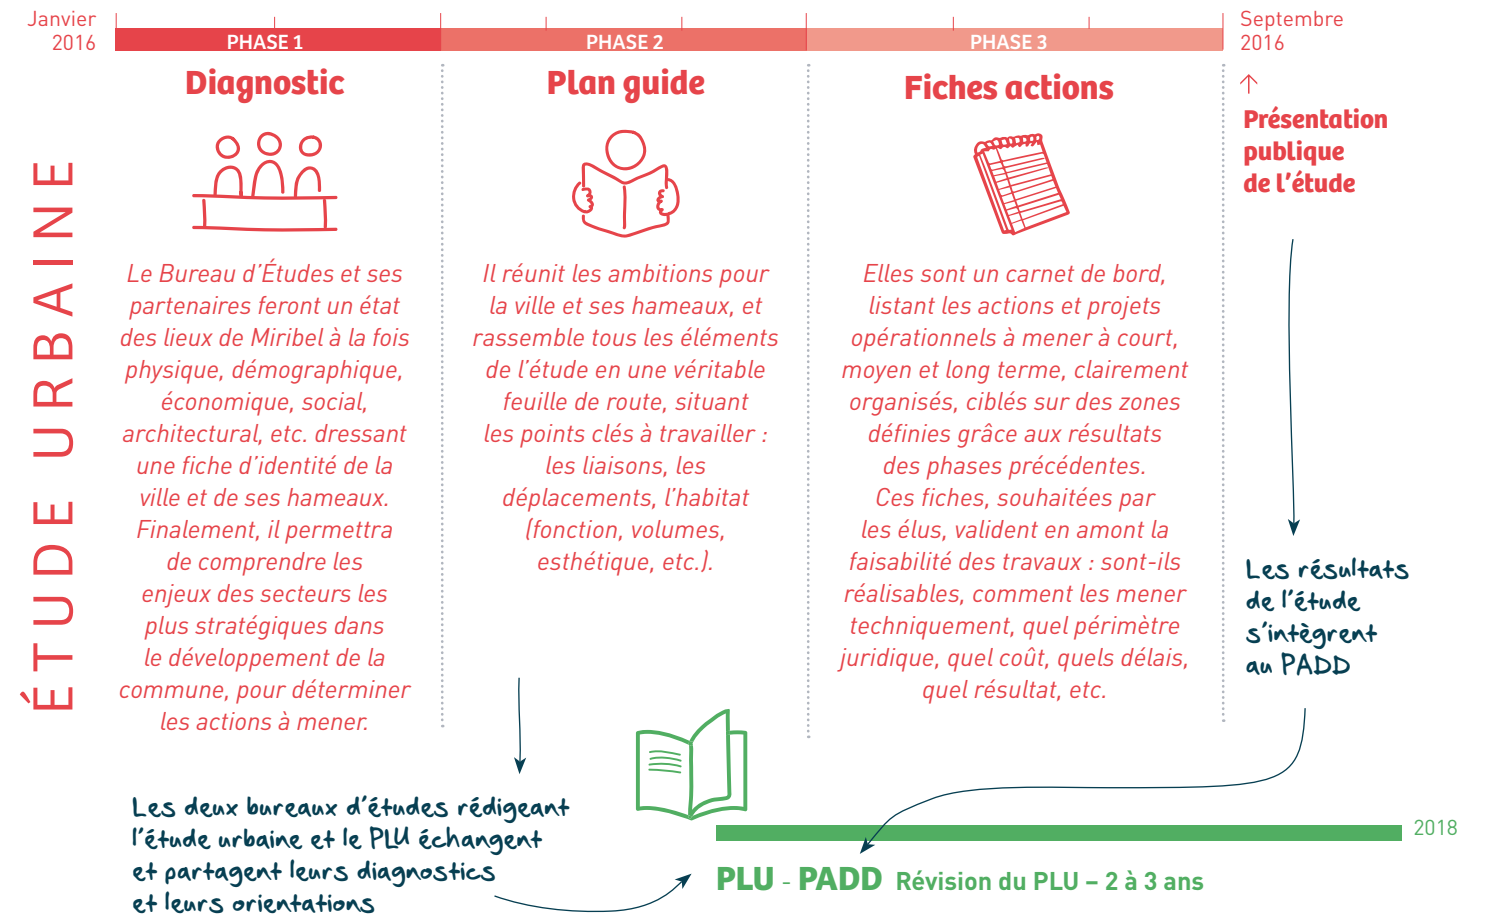 Janvier
2016
PHASE 1
PHASE 2
PHASE 3
Septembre
2016
ÉTUDE URBAINE
Diagnostic
Le Bureau d'Études et ses
partenaires feront un état
des lieux de Miribel à la fois
physique, démographique,
économique, social,
architectural, etc. dressant
une fiche d'identité de la
ville et de ses hameaux.
Finalement, il permettra
de comprendre les
enjeux des secteurs les
plus stratégiques dans
le développement de la
commune, pour déterminer
les actions à mener.
Plan guide
Il réunit les ambitions pour
la ville et ses hameaux, et
rassemble tous les éléments
de l'étude en une véritable
feuille de route, situant
les points clés à travailler :
les liaisons, les
déplacements, l'habitat
(fonction, volumes,
esthétique, etc.).
Fiches actions
Elles sont un carnet de bord,
listant les actions et projets
opérationnels à mener à court,
moyen et long terme, clairement
organisés, ciblés sur des zones
définies grâce aux résultats
des phases précédentes.
Ces fiches, souhaitées par
les élus, valident en amont la
faisabilité des travaux : sont-ils
réalisables, comment les mener
techniquement, quel périmètre
juridique, quel coût, quels délais,
quel résultat, etc.
Présentation
publique
de l'étude
Les résultats
de l'étude
s'intègrent
au PADD
Les deux bureaux d'études rédigeant
l'étude urbaine et le PLU échangent
et partagent leurs diagnostics
et leurs orientations
2018
PLU - PADD Révision du PLU – 2 à 3 ans